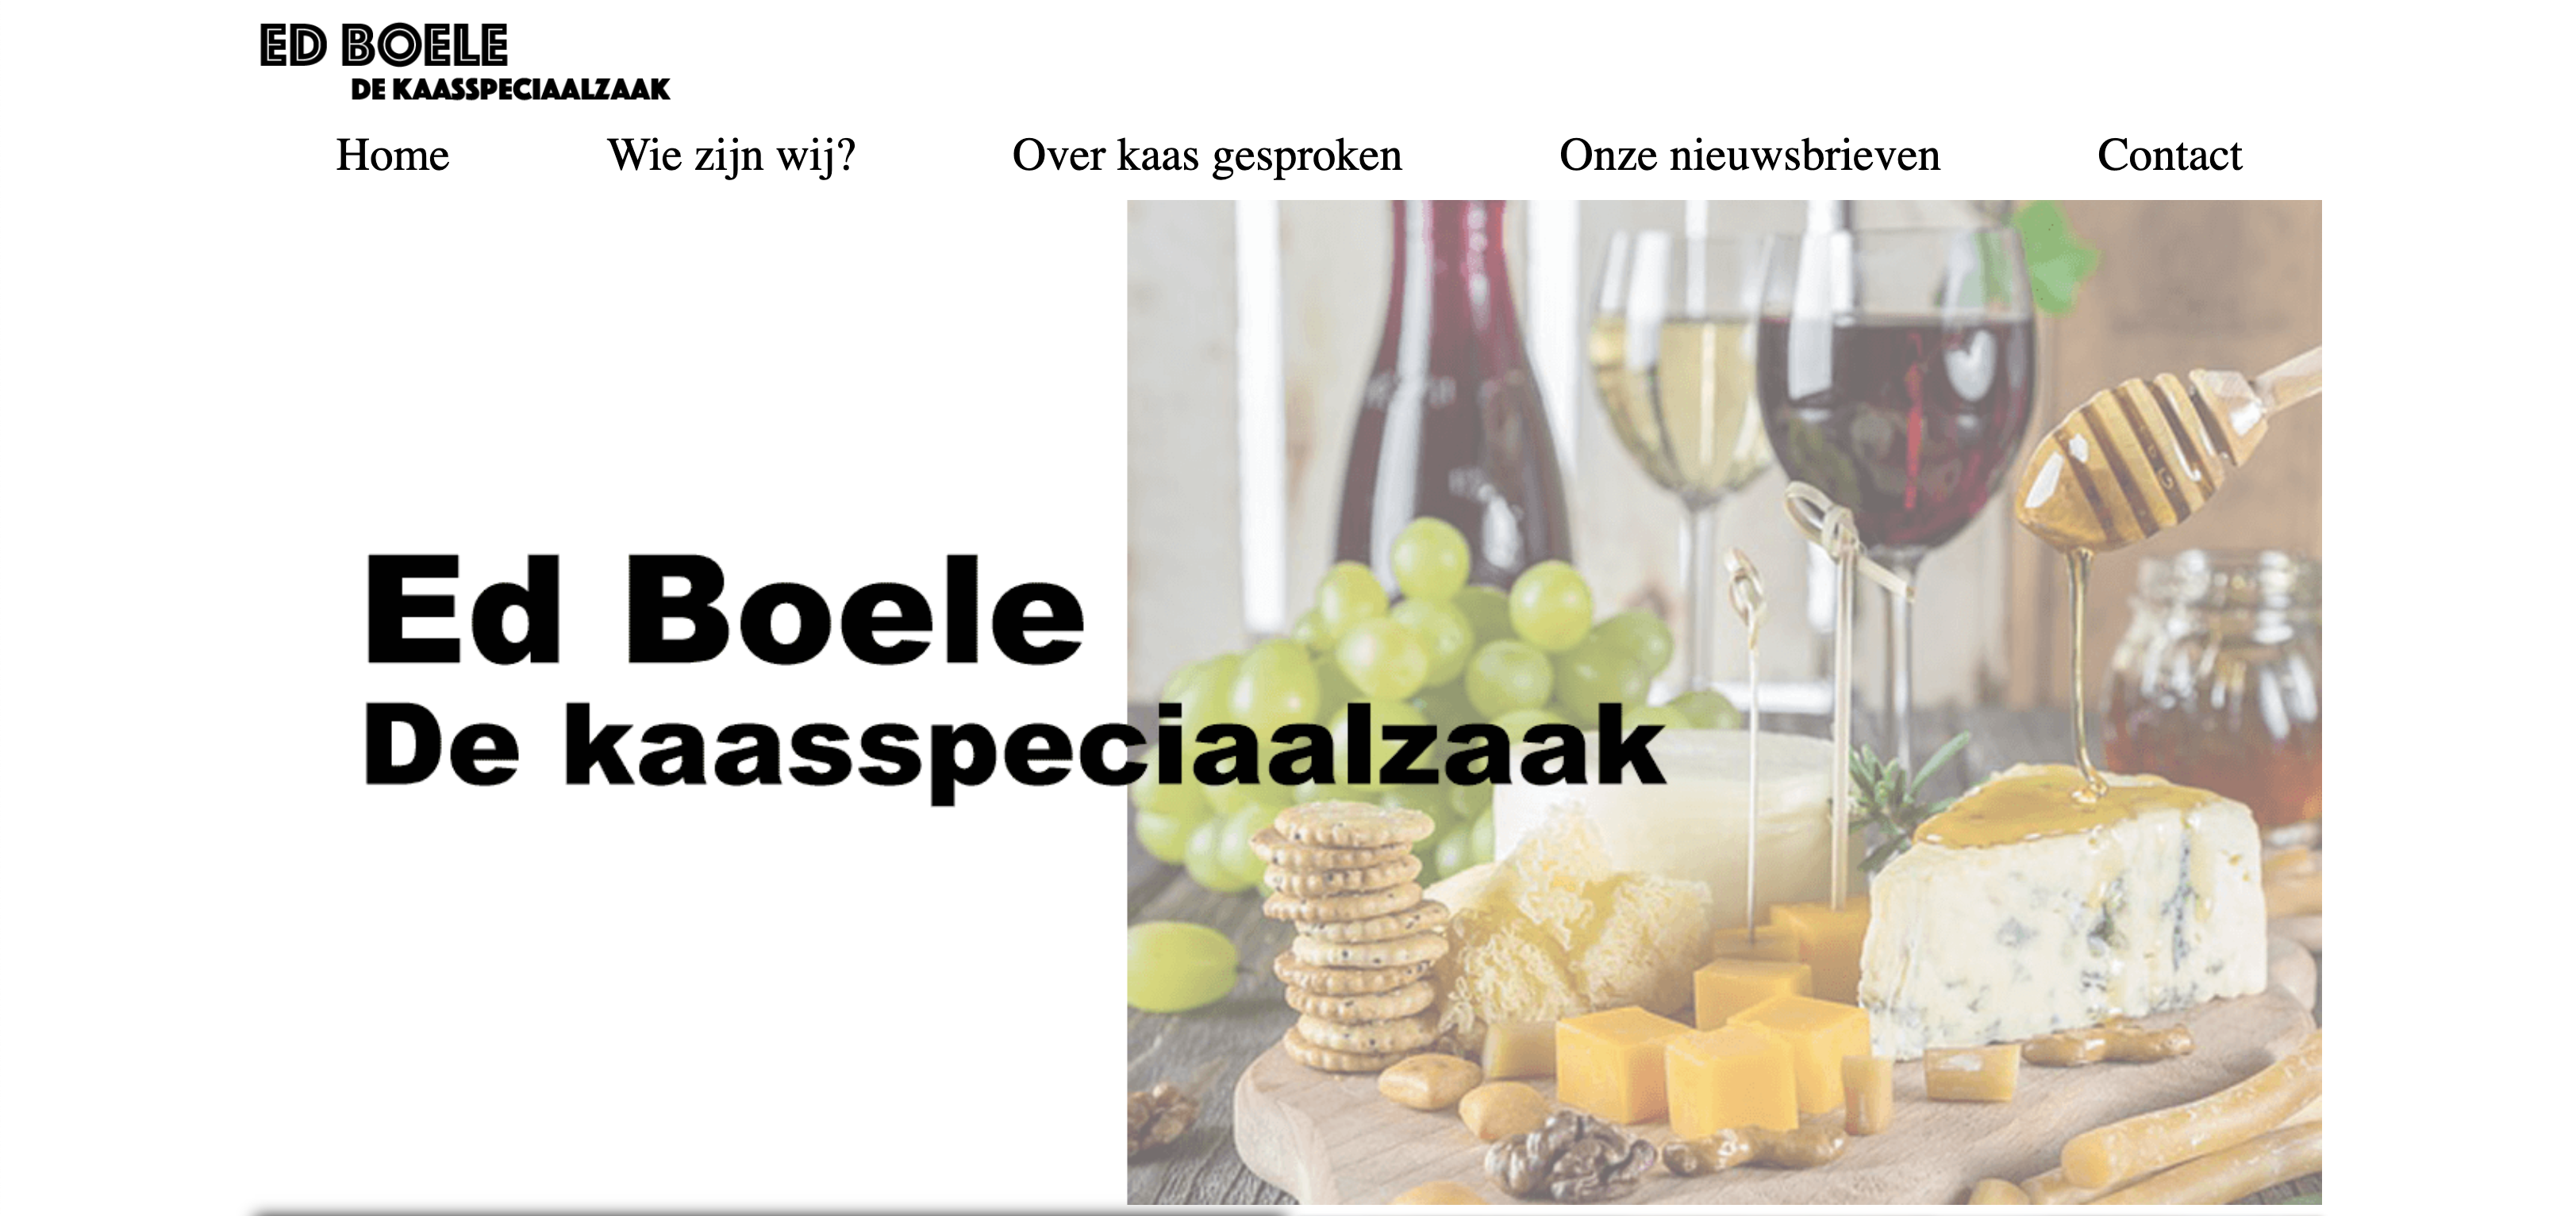 ED BOELE
DE KAASSPECIAALZAAK
Home Wie zijn wij? Over kaas gesproken Onze nieuwsbrieven Contact
Ed Boele
De kaasspeciaalzaak